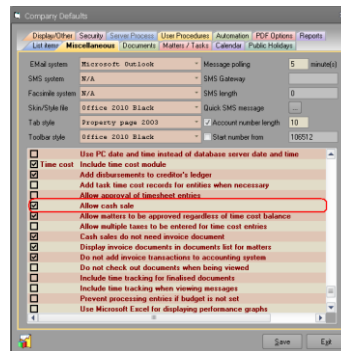 Company Defaults
Display/Other Security Server Process User Procedures Automation PDF Options Reports
List items Miscellaneous Documents Matters / Tasks Calendar Public Holidays
EMail system Microsoft Outlook Message polling 5 minute(s)
SMS system N/A SMS Gateway
Facsimile system N/A SMS length 0
Skin/Style file Office 2010 Black Quick SMS message ...
Tab style Property page 2003 Account number length 10
Toolbar style Office 2010 Black Start number from 106512
Use PC date and time instead of database server date and time
Time cost Include time cost module
Add disbursements to creditor's ledger
Add task time cost records for entities when necessary
Allow approval of timesheet entries
Allow cash sale
Allow matters to be approved regardless of time cost balance
Allow multiple taxes to be entered for time cost entries
Cash sales do not need invoice document
Display invoice documents in documents list for matters
Do not add invoice transactions to accounting system
Do not check out documents when being viewed
Include time tracking for finalised documents
Include time tracking when viewing messages
Prevent processing entries if budget is not set
Use Microsoft Excel for displaying performance graphs
Save Exit